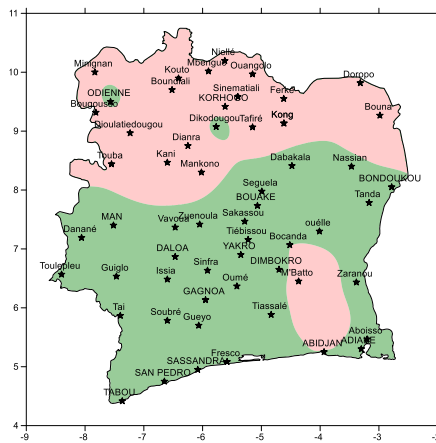 11
10
9
8
7
6
5
4
Niellé
Minignan
Kouto
Mbengué
Ouangolo
Doropo
Boundiali
Sinematiali
Ferké
ODIENNE
KORHOGO
Bougousso
Bouna
Dikodougou
Tafiré
Kong
Dioulatiedougou
Dianra
Touba
Kani
Mankono
Dabakala
Nassian
BONDOUKOU
Seguela
Tanda
BOUAKE
MAN
Vavoua
Zuenoula
Sakassou
ouélle
Danané
Tiébissou
Bocanda
DALOA
YAKRO
Toulepleu
Guiglo
Issia
Sinfra
DIMBOKRO
M'Batto
Zaranou
Oumé
GAGNOA
Tai
Soubré
Gueyo
Tiassalé
Aboisso
ABIDJAN
ADIAKE
Fresco
SASSANDRA
SAN PEDRO
TABOU
-9 -8 -7 -6 -5 -4 -3